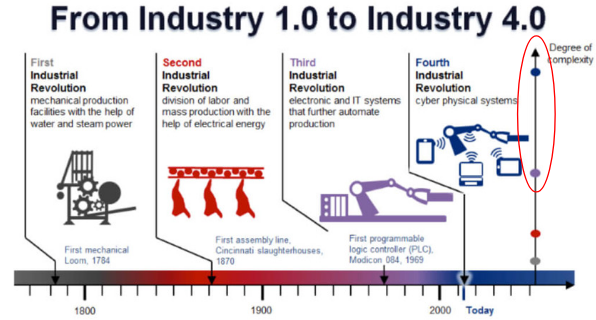 From Industry 1.0 to Industry 4.0
First
Industrial
Revolution
mechanical production
facilities with the help of
water and steam power
Second
Industrial
Revolution
division of labor and
mass production with the
help of electrical energy
Third
Industrial
Revolution
electronic and IT systems
that further automate
production
Fourth
Industrial
Revolution
cyber physical systems
Degree of
complexity
First mechanical
Loom, 1784
First assembly line,
Cincinnati slaughterhouses,
1870
First programmable
logic controller (PLC),
Modicon 084, 1969
1800
1900
2000
Today